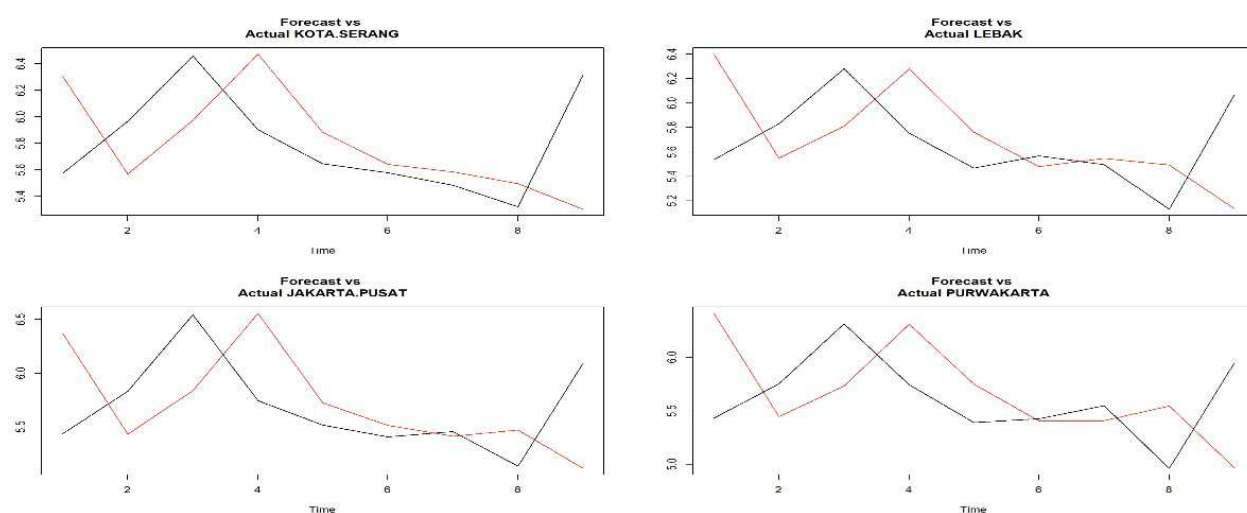 Forecast vs
Actual KOTA.SERANG
6.4
6.2
6.0
5.8
5.6
5.4
2 4 6 8
Time
Forecast vs
Actual LEBAK
6.4
6.2
6.0
5.8
5.6
5.4
5.2
2 4 6 8
Time
Forecast vs
Actual JAKARTA.PUSAT
6.5
6.0
5.5
2 4 6 8
Time
Forecast vs
Actual PURWAKARTA
6.0
5.5
5.0
2 4 6 8
Time